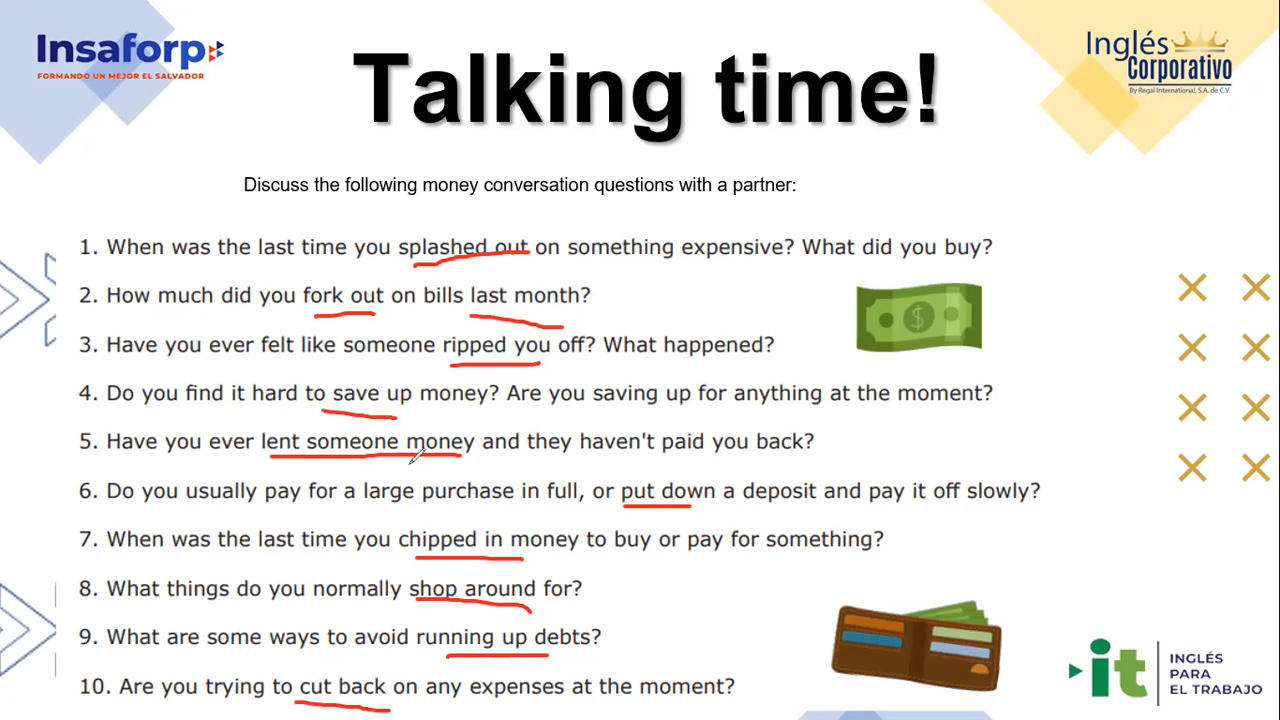 Insaforp
FORMANDO UN MEJOR EL SALVADOR
Talking time!
Inglés
Corporativo
By Regal International, S.A. de C.V.
Discuss the following money conversation questions with a partner:
1. When was the last time you splashed out on something expensive? What did you buy?
2. How much did you fork out on bills last month?
3. Have you ever felt like someone ripped you off? What happened?
4. Do you find it hard to save up money? Are you saving up for anything at the moment?
5. Have you ever lent someone money and they haven't paid you back?
6. Do you usually pay for a large purchase in full, or put down a deposit and pay it off slowly?
7. When was the last time you chipped in money to buy or pay for something?
8. What things do you normally shop around for?
9. What are some ways to avoid running up debts?
10. Are you trying to cut back on any expenses at the moment?
$
it
INGLÉS
PARA
EL TRABAJO